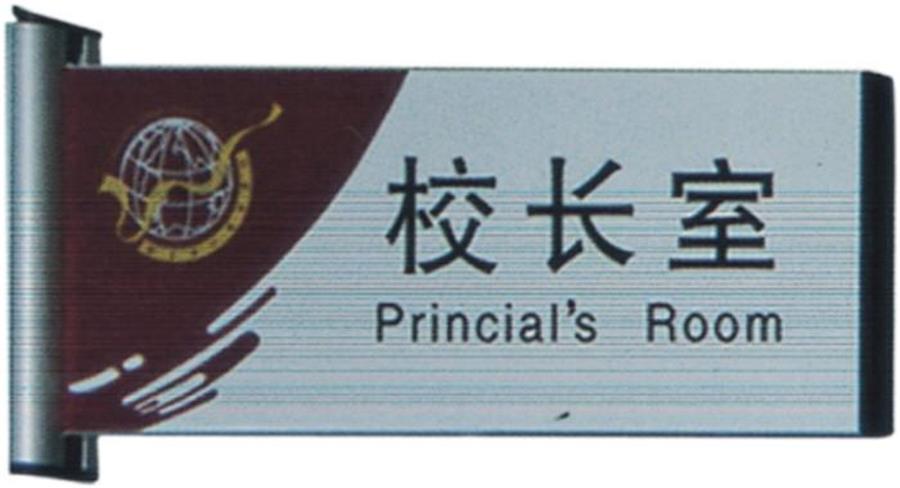 校长室
Princial's Room